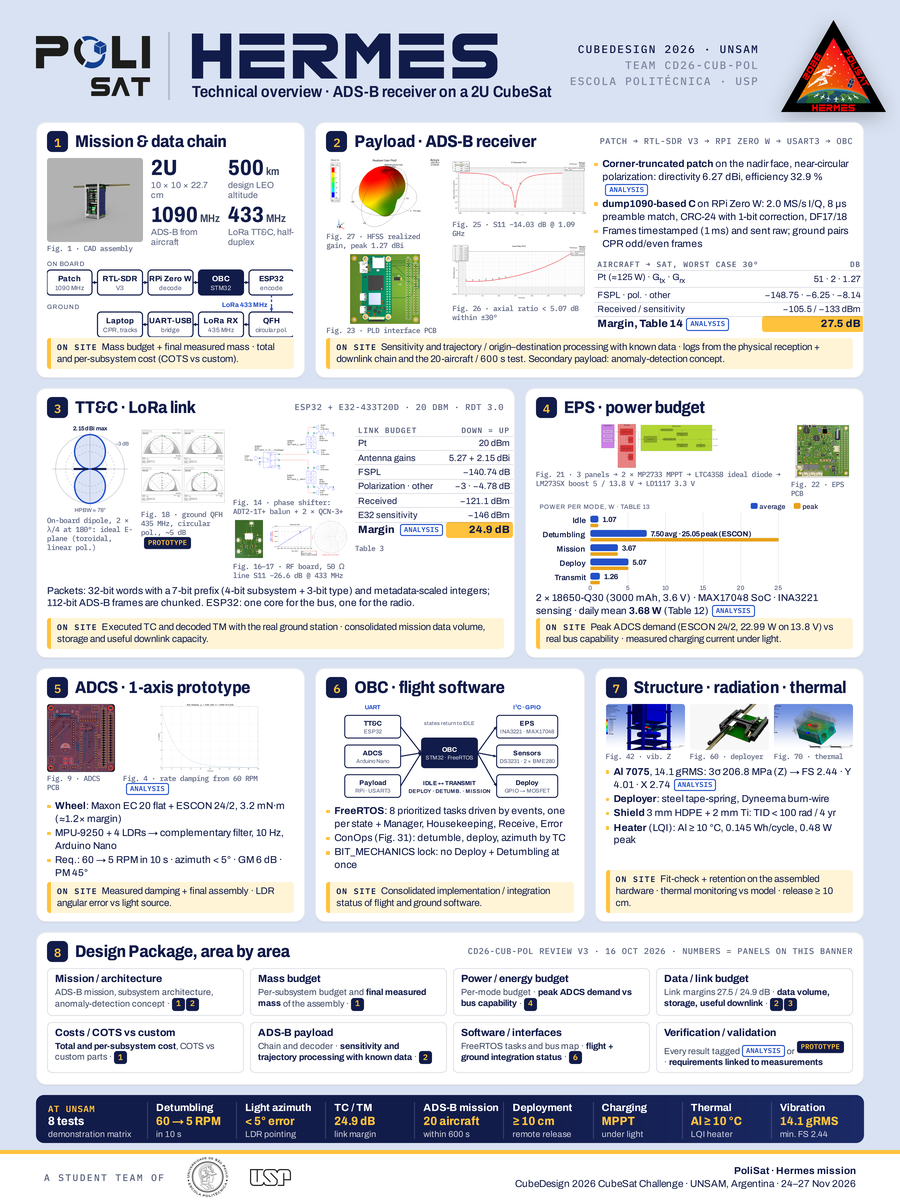 POLI
SAT
HERMES
Technical overview · ADS-B receiver on a 2U CubeSat
CUBEDESIGN 2026 · UNSAM
TEAM CD26-CUB-POL
ESCOLA POLITÉCNICA · USP
2026
POLISAT
HERMES
1 Mission & data chain
2U
10 × 10 × 22.7
cm
500 km
design LEO
altitude
1090 MHz
ADS-B from
aircraft
433 MHz
LoRa TT&C, half-
duplex
Fig. 1 · CAD assembly
ON BOARD
Patch
1090 MHz
RTL-SDR
V3
RPi Zero W
decode
OBC
STM32
ESP32
encode
LoRa 433 MHz
GROUND
Laptop
CPR, tracks
UART-USB
bridge
LoRa RX
435 MHz
QFH
circular pol.
ON SITE Mass budget + final measured mass · total
and per-subsystem cost (COTS vs custom).
2 Payload · ADS-B receiver
PATCH → RTL-SDR V3 → RPI ZERO W → USART3 → OBC
Fig. 27 · HFSS realized
gain, peak 1.27 dBi
Fig. 25 · S11 −14.03 dB @ 1.09
GHz
Fig. 23 · PLD interface PCB
Fig. 26 · axial ratio < 5.07 dB
within ±30°
Corner-truncated patch on the nadir face, near-circular
polarization: directivity 6.27 dBi, efficiency 32.9 %
ANALYSIS
dump1090-based C on RPi Zero W: 2.0 MS/s I/Q, 8 µs
preamble match, CRC-24 with 1-bit correction, DF17/18
Frames timestamped (1 ms) and sent raw; ground pairs
CPR odd/even frames
AIRCRAFT → SAT, WORST CASE 30° DB
Pt (≈125 W) · Gtx · Grx 51 · 2 · 1.27
FSPL · pol. · other −148.75 · −6.25 · −8.14
Received / sensitivity −105.5 / −133 dBm
Margin, Table 14 ANALYSIS 27.5 dB
ON SITE Sensitivity and trajectory / origin–destination processing with known data · logs from the physical reception +
downlink chain and the 20-aircraft / 600 s test. Secondary payload: anomaly-detection concept.
3 TT&C · LoRa link
ESP32 + E32-433T20D · 20 DBM · RDT 3.0
2.15 dBi max
−3 dB
HPBW ≈ 78°
On-board dipole, 2 ×
λ/4 at 180°: ideal E-
plane (toroidal,
linear pol.)
Fig. 18 · ground QFH
435 MHz, circular
pol., ~5 dB
PROTOTYPE
Fig. 14 · phase shifter:
ADT2-1T+ balun + 2 × QCN-3+
Fig. 16–17 · RF board, 50 Ω
line S11 −26.6 dB @ 433 MHz
LINK BUDGET DOWN = UP
Pt 20 dBm
Antenna gains 5.27 + 2.15 dBi
FSPL −140.74 dB
Polarization · other −3 · −4.78 dB
Received −121.1 dBm
E32 sensitivity −146 dBm
Margin ANALYSIS 24.9 dB
Table 3
Packets: 32-bit words with a 7-bit prefix (4-bit subsystem + 3-bit type) and metadata-scaled integers;
112-bit ADS-B frames are chunked. ESP32: one core for the bus, one for the radio.
ON SITE Executed TC and decoded TM with the real ground station · consolidated mission data volume,
storage and useful downlink capacity.
4 EPS · power budget
Fig. 21 · 3 panels → 2 × MP2733 MPPT → LTC4358 ideal diode →
LM2735X boost 5 / 13.8 V → LD1117 3.3 V
Fig. 22 · EPS
PCB
POWER PER MODE, W · TABLE 13
average peak
Idle 1.07
Detumbling 7.50 avg · 25.05 peak (ESCON)
Mission 3.67
Deploy 5.07
Transmit 1.26
0 5 10 15 20 25
2 × 18650-Q30 (3000 mAh, 3.6 V) · MAX17048 SoC · INA3221
sensing · daily mean 3.68 W (Table 12) ANALYSIS
ON SITE Peak ADCS demand (ESCON 24/2, 22.99 W on 13.8 V) vs
real bus capability · measured charging current under light.
5 ADCS · 1-axis prototype
Fig. 9 · ADCS
PCB
Fig. 4 · rate damping from 60 RPM
ANALYSIS
Wheel: Maxon EC 20 flat + ESCON 24/2, 3.2 mN·m
(≈1.2× margin)
MPU-9250 + 4 LDRs → complementary filter, 10 Hz,
Arduino Nano
Req.: 60 → 5 RPM in 10 s · azimuth < 5° · GM 6 dB ·
PM 45°
ON SITE Measured damping + final assembly · LDR
angular error vs light source.
6 OBC · flight software
UART
I²C · GPIO
TT&C
ESP32
states return to IDLE
EPS
INA3221 · MAX17048
ADCS
Arduino Nano
OBC
STM32 · FreeRTOS
Sensors
DS3231 · 2 × BME280
Payload
RPi · USART3
IDLE ↔ TRANSMIT
DEPLOY · DETUMB. · MISSION
Deploy
GPIO → MOSFET
FreeRTOS: 8 prioritized tasks driven by events, one
per state + Manager, Housekeeping, Receive, Error
ConOps (Fig. 31): detumble, deploy, azimuth by TC
BIT_MECHANICS lock: no Deploy + Detumbling at
once
ON SITE Consolidated implementation / integration
status of flight and ground software.
7 Structure · radiation · thermal
Fig. 42 · vib. Z
Fig. 60 · deployer
Fig. 70 · thermal
Al 7075, 14.1 gRMS: 3σ 206.8 MPa (Z) → FS 2.44 · Y
4.01 · X 2.74 ANALYSIS
Deployer: steel tape-spring, Dyneema burn-wire
Shield 3 mm HDPE + 2 mm Ti: TID < 100 rad / 4 yr
Heater (LQI): Al ≥ 10 °C, 0.145 Wh/cycle, 0.48 W
peak
ON SITE Fit-check + retention on the assembled
hardware · thermal monitoring vs model · release ≥ 10
cm.
8 Design Package, area by area
CD26-CUB-POL REVIEW V3 · 16 OCT 2026 · NUMBERS = PANELS ON THIS BANNER
Mission / architecture
ADS-B mission, subsystem architecture,
anomaly-detection concept · 1 2
Mass budget
Per-subsystem budget and final measured
mass of the assembly · 1
Power / energy budget
Per-mode budget · peak ADCS demand vs
bus capability · 4
Data / link budget
Link margins 27.5 / 24.9 dB · data volume,
storage, useful downlink · 2 3
Costs / COTS vs custom
Total and per-subsystem cost, COTS vs
custom parts · 1
ADS-B payload
Chain and decoder · sensitivity and
trajectory processing with known data · 2
Software / interfaces
FreeRTOS tasks and bus map · flight +
ground integration status · 6
Verification / validation
Every result tagged ANALYSIS or PROTOTYPE
· requirements linked to measurements
AT UNSAM
8 tests
demonstration matrix
Detumbling
60 → 5 RPM
in 10 s
Light azimuth
< 5° error
LDR pointing
TC / TM
24.9 dB
link margin
ADS-B mission
20 aircraft
within 600 s
Deployment
≥ 10 cm
remote release
Charging
MPPT
under light
Thermal
Al ≥ 10 °C
LQI heater
Vibration
14.1 gRMS
min. FS 2.44
A STUDENT TEAM OF
USP
PoliSat · Hermes mission
CubeDesign 2026 CubeSat Challenge · UNSAM, Argentina · 24–27 Nov 2026